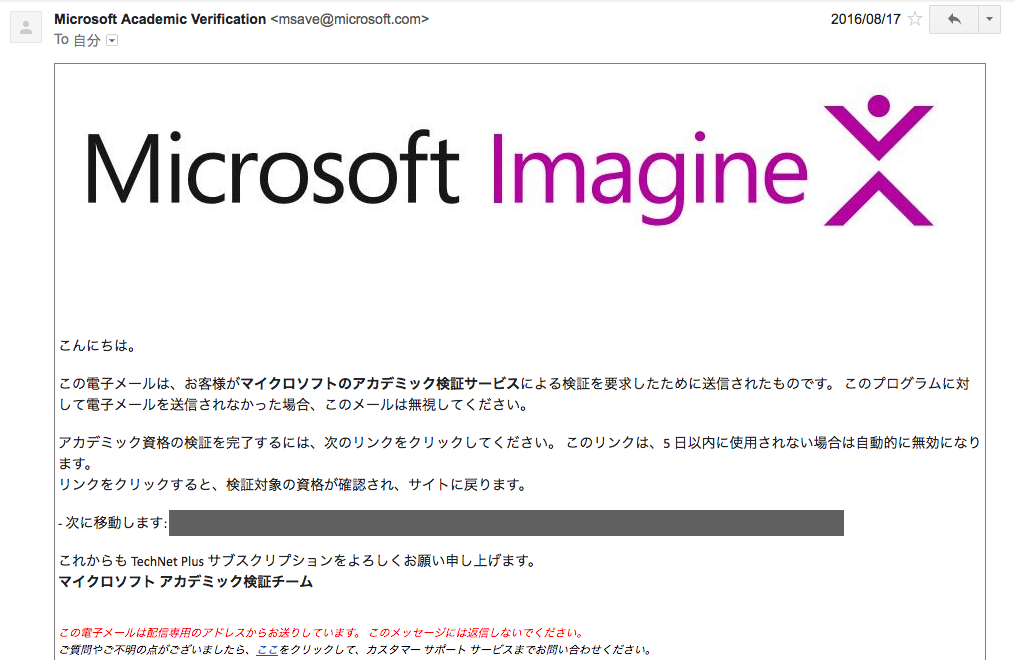 Microsoft Academic Verification <msave@microsoft.com>
2016/08/17
To 自分
Microsoft Imagine
こんにちは。
この電子メールは、お客様がマイクロソフトのアカデミック検証サービスによる検証を要求したために送信されたものです。 このプログラムに対
して電子メールを送信されなかった場合、このメールは無視してください。
アカデミック資格の検証を完了するには、次のリンクをクリックしてください。 このリンクは、5 日以内に使用されない場合は自動的に無効になり
ます。
リンクをクリックすると、検証対象の資格が確認され、サイトに戻ります。
- 次に移動します:
これからも TechNet Plus サブスクリプションをよろしくお願い申し上げます。
マイクロソフト アカデミック検証チーム
この電子メールは配信専用のアドレスからお送りしています。 このメッセージには返信しないでください。
ご質問やご不明の点がございましたら、ここをクリックして、カスタマー サポート サービスまでお問い合わせください。